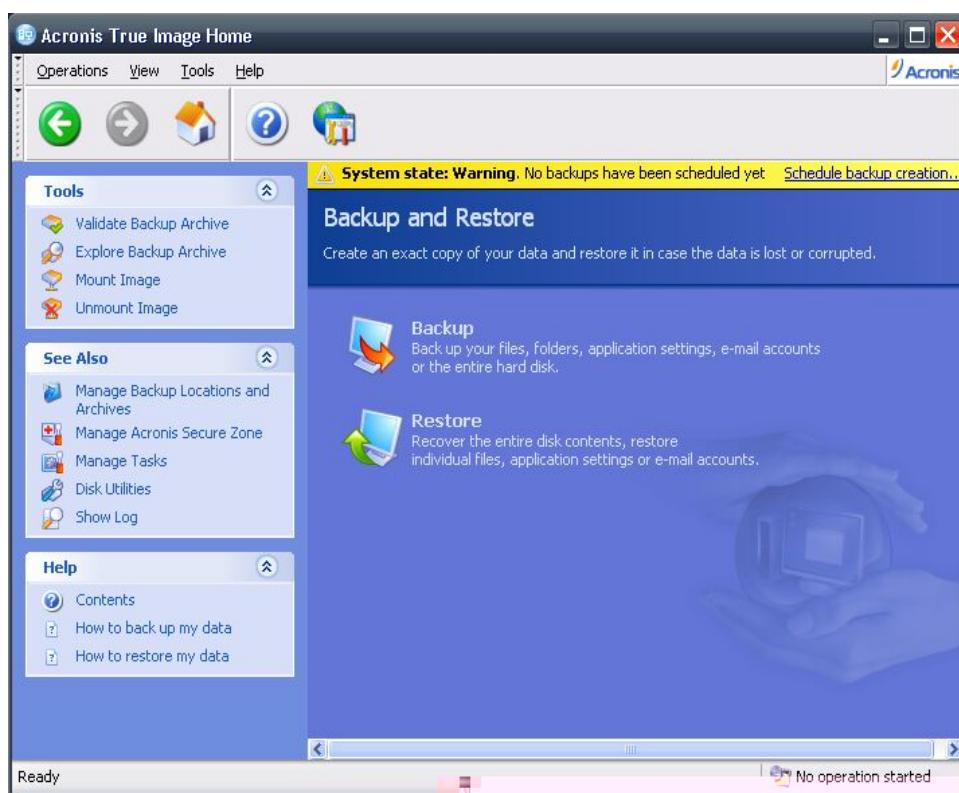 Acronis True Image Home
Operations View Tools Help
Acronis
System state: Warning. No backups have been scheduled yet Schedule backup creation...
Tools
Validate Backup Archive
Explore Backup Archive
Mount Image
Unmount Image
See Also
Manage Backup Locations and
Archives
Manage Acronis Secure Zone
Manage Tasks
Disk Utilities
Show Log
Help
Contents
How to back up my data
How to restore my data
Backup and Restore
Create an exact copy of your data and restore it in case the data is lost or corrupted.
Backup
Back up your files, folders, application settings, e-mail accounts
or the entire hard disk.
Restore
Recover the entire disk contents, restore
individual files, application settings or e-mail accounts.
Ready
No operation started